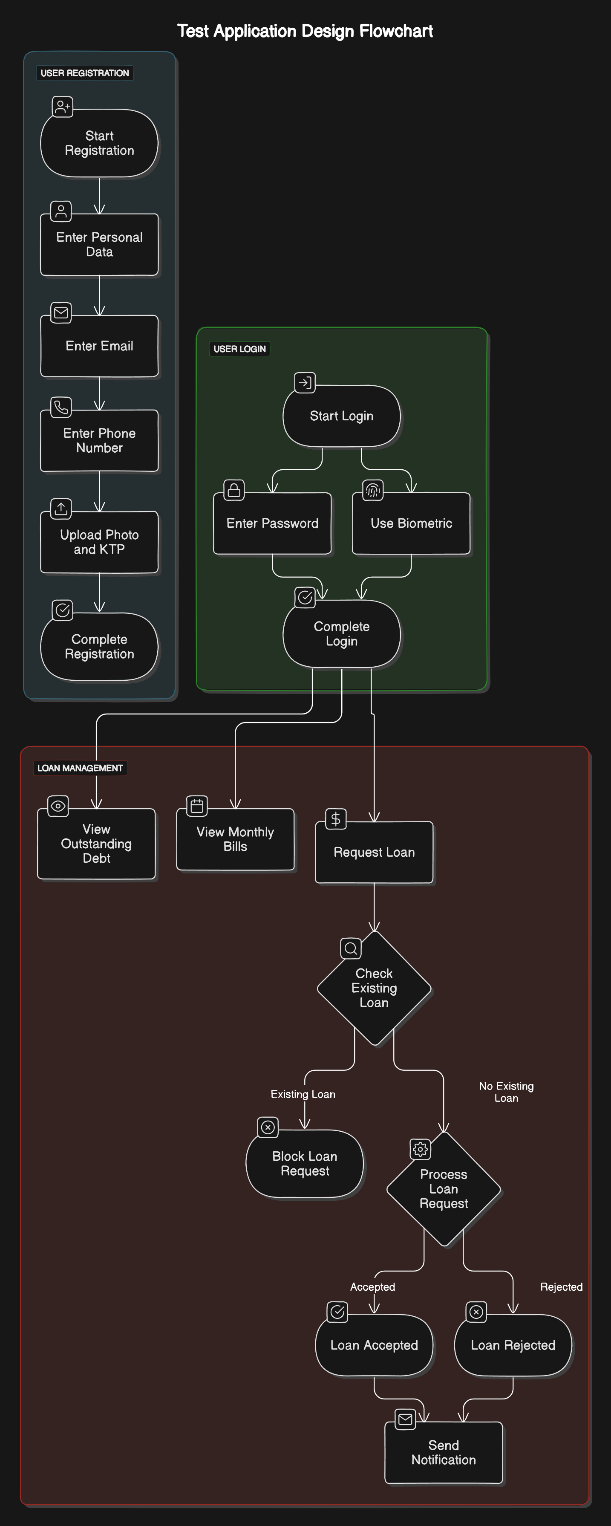 Test Application Design Flowchart
USER REGISTRATION
Start
Registration
Enter Personal
Data
Enter Email
Enter Phone
Number
Upload Photo
and KTP
Complete
Registration
USER LOGIN
Start Login
Enter Password
Use Biometric
Complete
Login
LOAN MANAGEMENT
View
Outstanding
Debt
View Monthly
Bills
Request Loan
Check
Existing
Loan
Existing Loan
No Existing
Loan
Block Loan
Request
Process
Loan
Request
Accepted
Rejected
Loan Accepted
Loan Rejected
Send
Notification